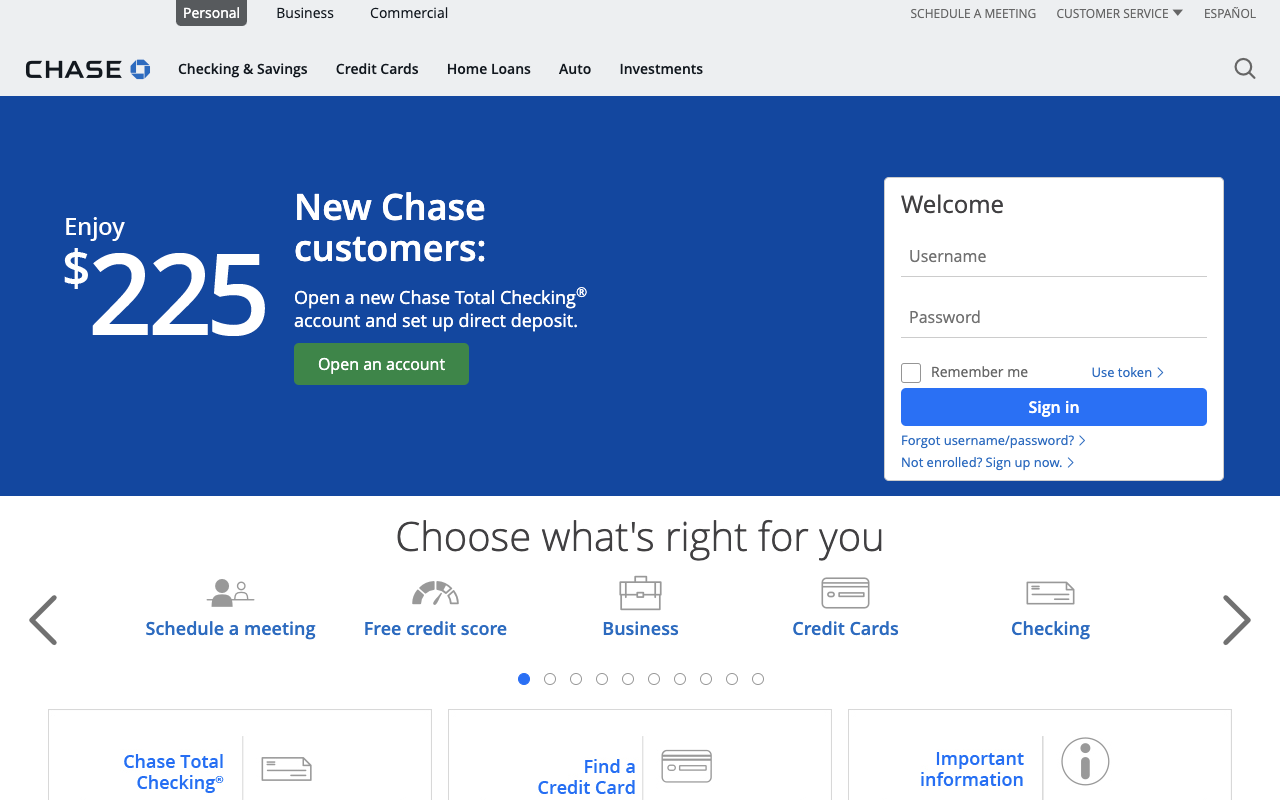 Personal
Business
Commercial
SCHEDULE A MEETING
CUSTOMER SERVICE
ESPAÑOL
CHASE
Checking & Savings
Credit Cards
Home Loans
Auto
Investments
Enjoy
$225
New Chase
customers:
Open a new Chase Total Checking®
account and set up direct deposit.
Open an account
Welcome
Username
Password
Remember me
Use token
Sign in
Forgot username/password?
Not enrolled? Sign up now.
Choose what's right for you
Schedule a meeting
Free credit score
Business
Credit Cards
Checking
Chase Total
Checking®
Find a
Credit Card
Important
information